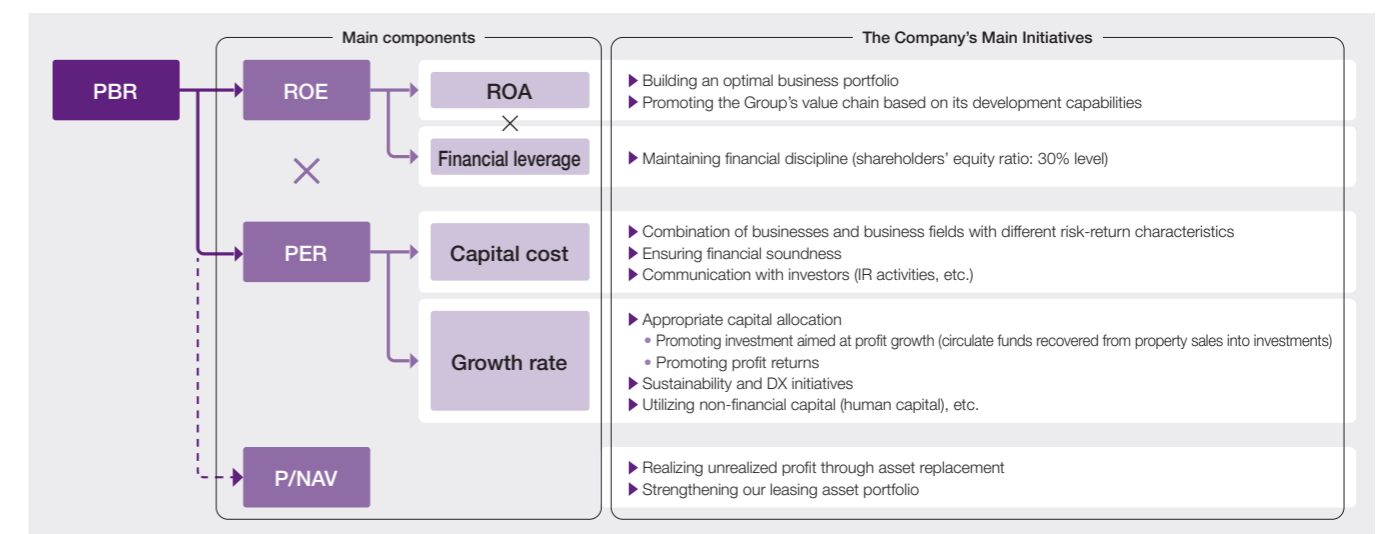 Main components
The Company’s Main Initiatives
PBR
ROE
ROA
▶ Building an optimal business portfolio
▶ Promoting the Group’s value chain based on its development capabilities
×
Financial leverage
▶ Maintaining financial discipline (shareholders’ equity ratio: 30% level)
×
PER
Capital cost
▶ Combination of businesses and business fields with different risk-return characteristics
▶ Ensuring financial soundness
▶ Communication with investors (IR activities, etc.)
Growth rate
▶ Appropriate capital allocation
• Promoting investment aimed at profit growth (circulate funds recovered from property sales into investments)
• Promoting profit returns
▶ Sustainability and DX initiatives
▶ Utilizing non-financial capital (human capital), etc.
P/NAV
▶ Realizing unrealized profit through asset replacement
▶ Strengthening our leasing asset portfolio